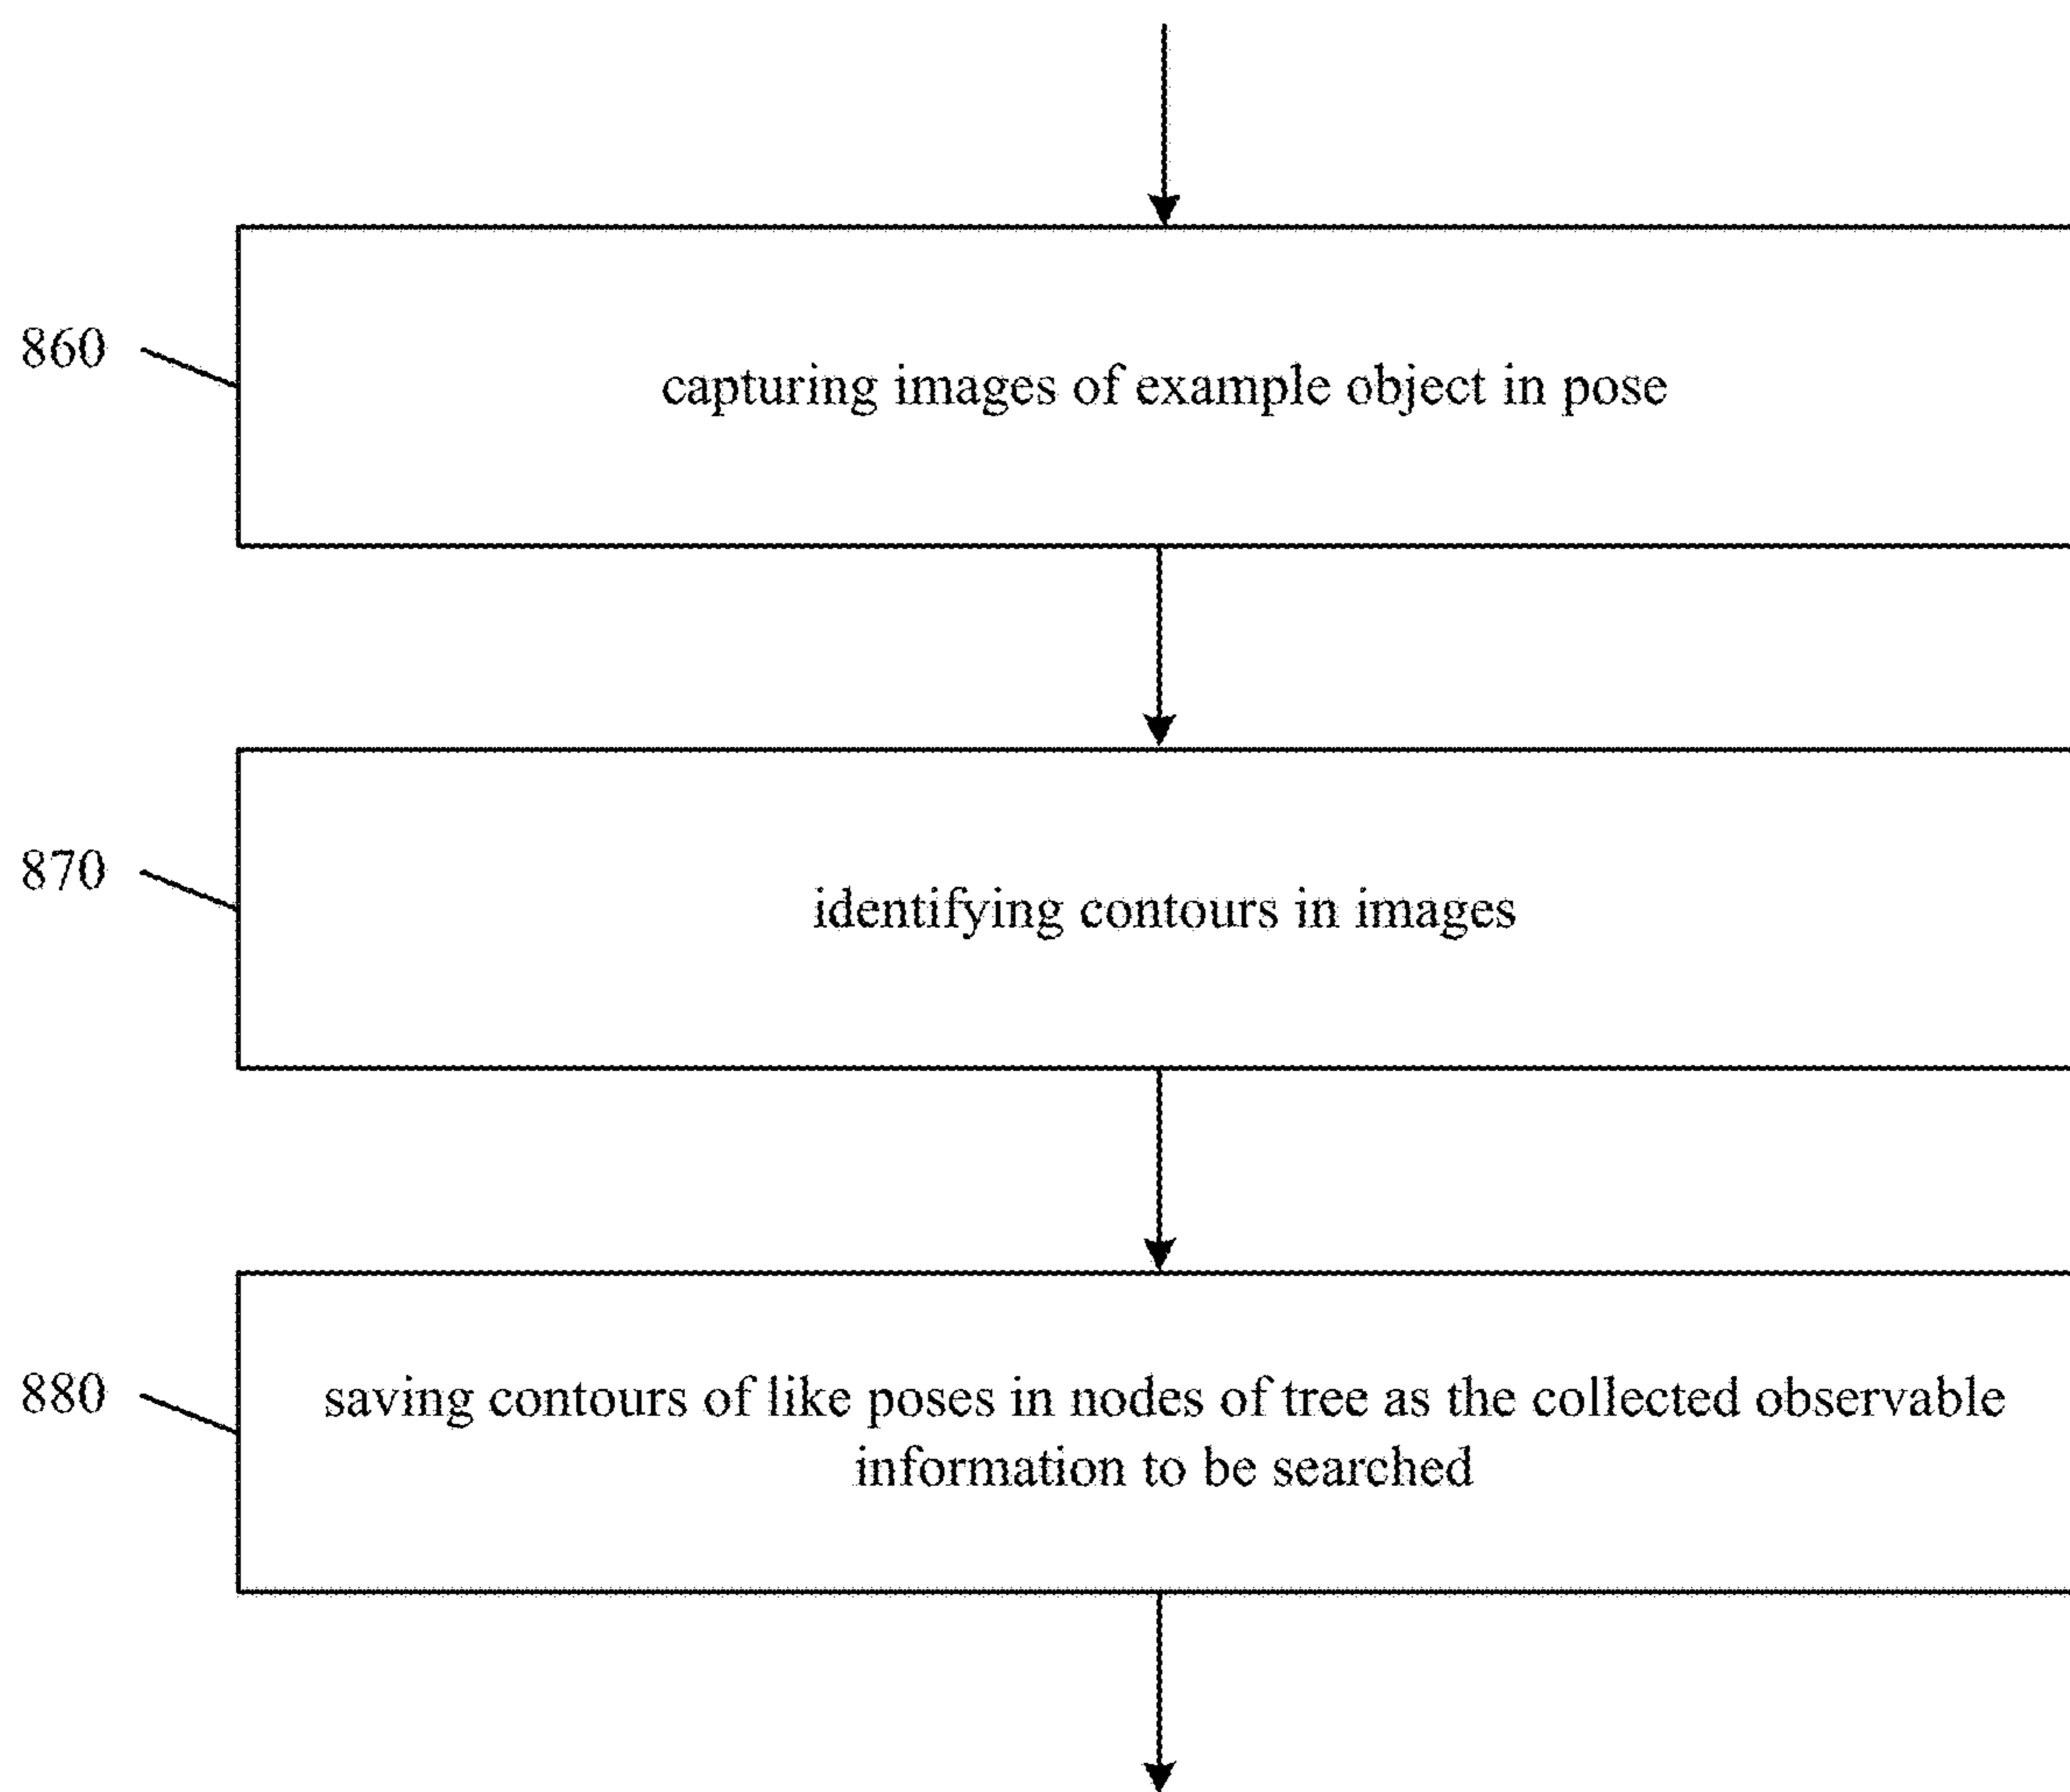 860
capturing images of example object in pose
870
identifying contours in images
880
saving contours of like poses in nodes of tree as the collected observable
information to be searched